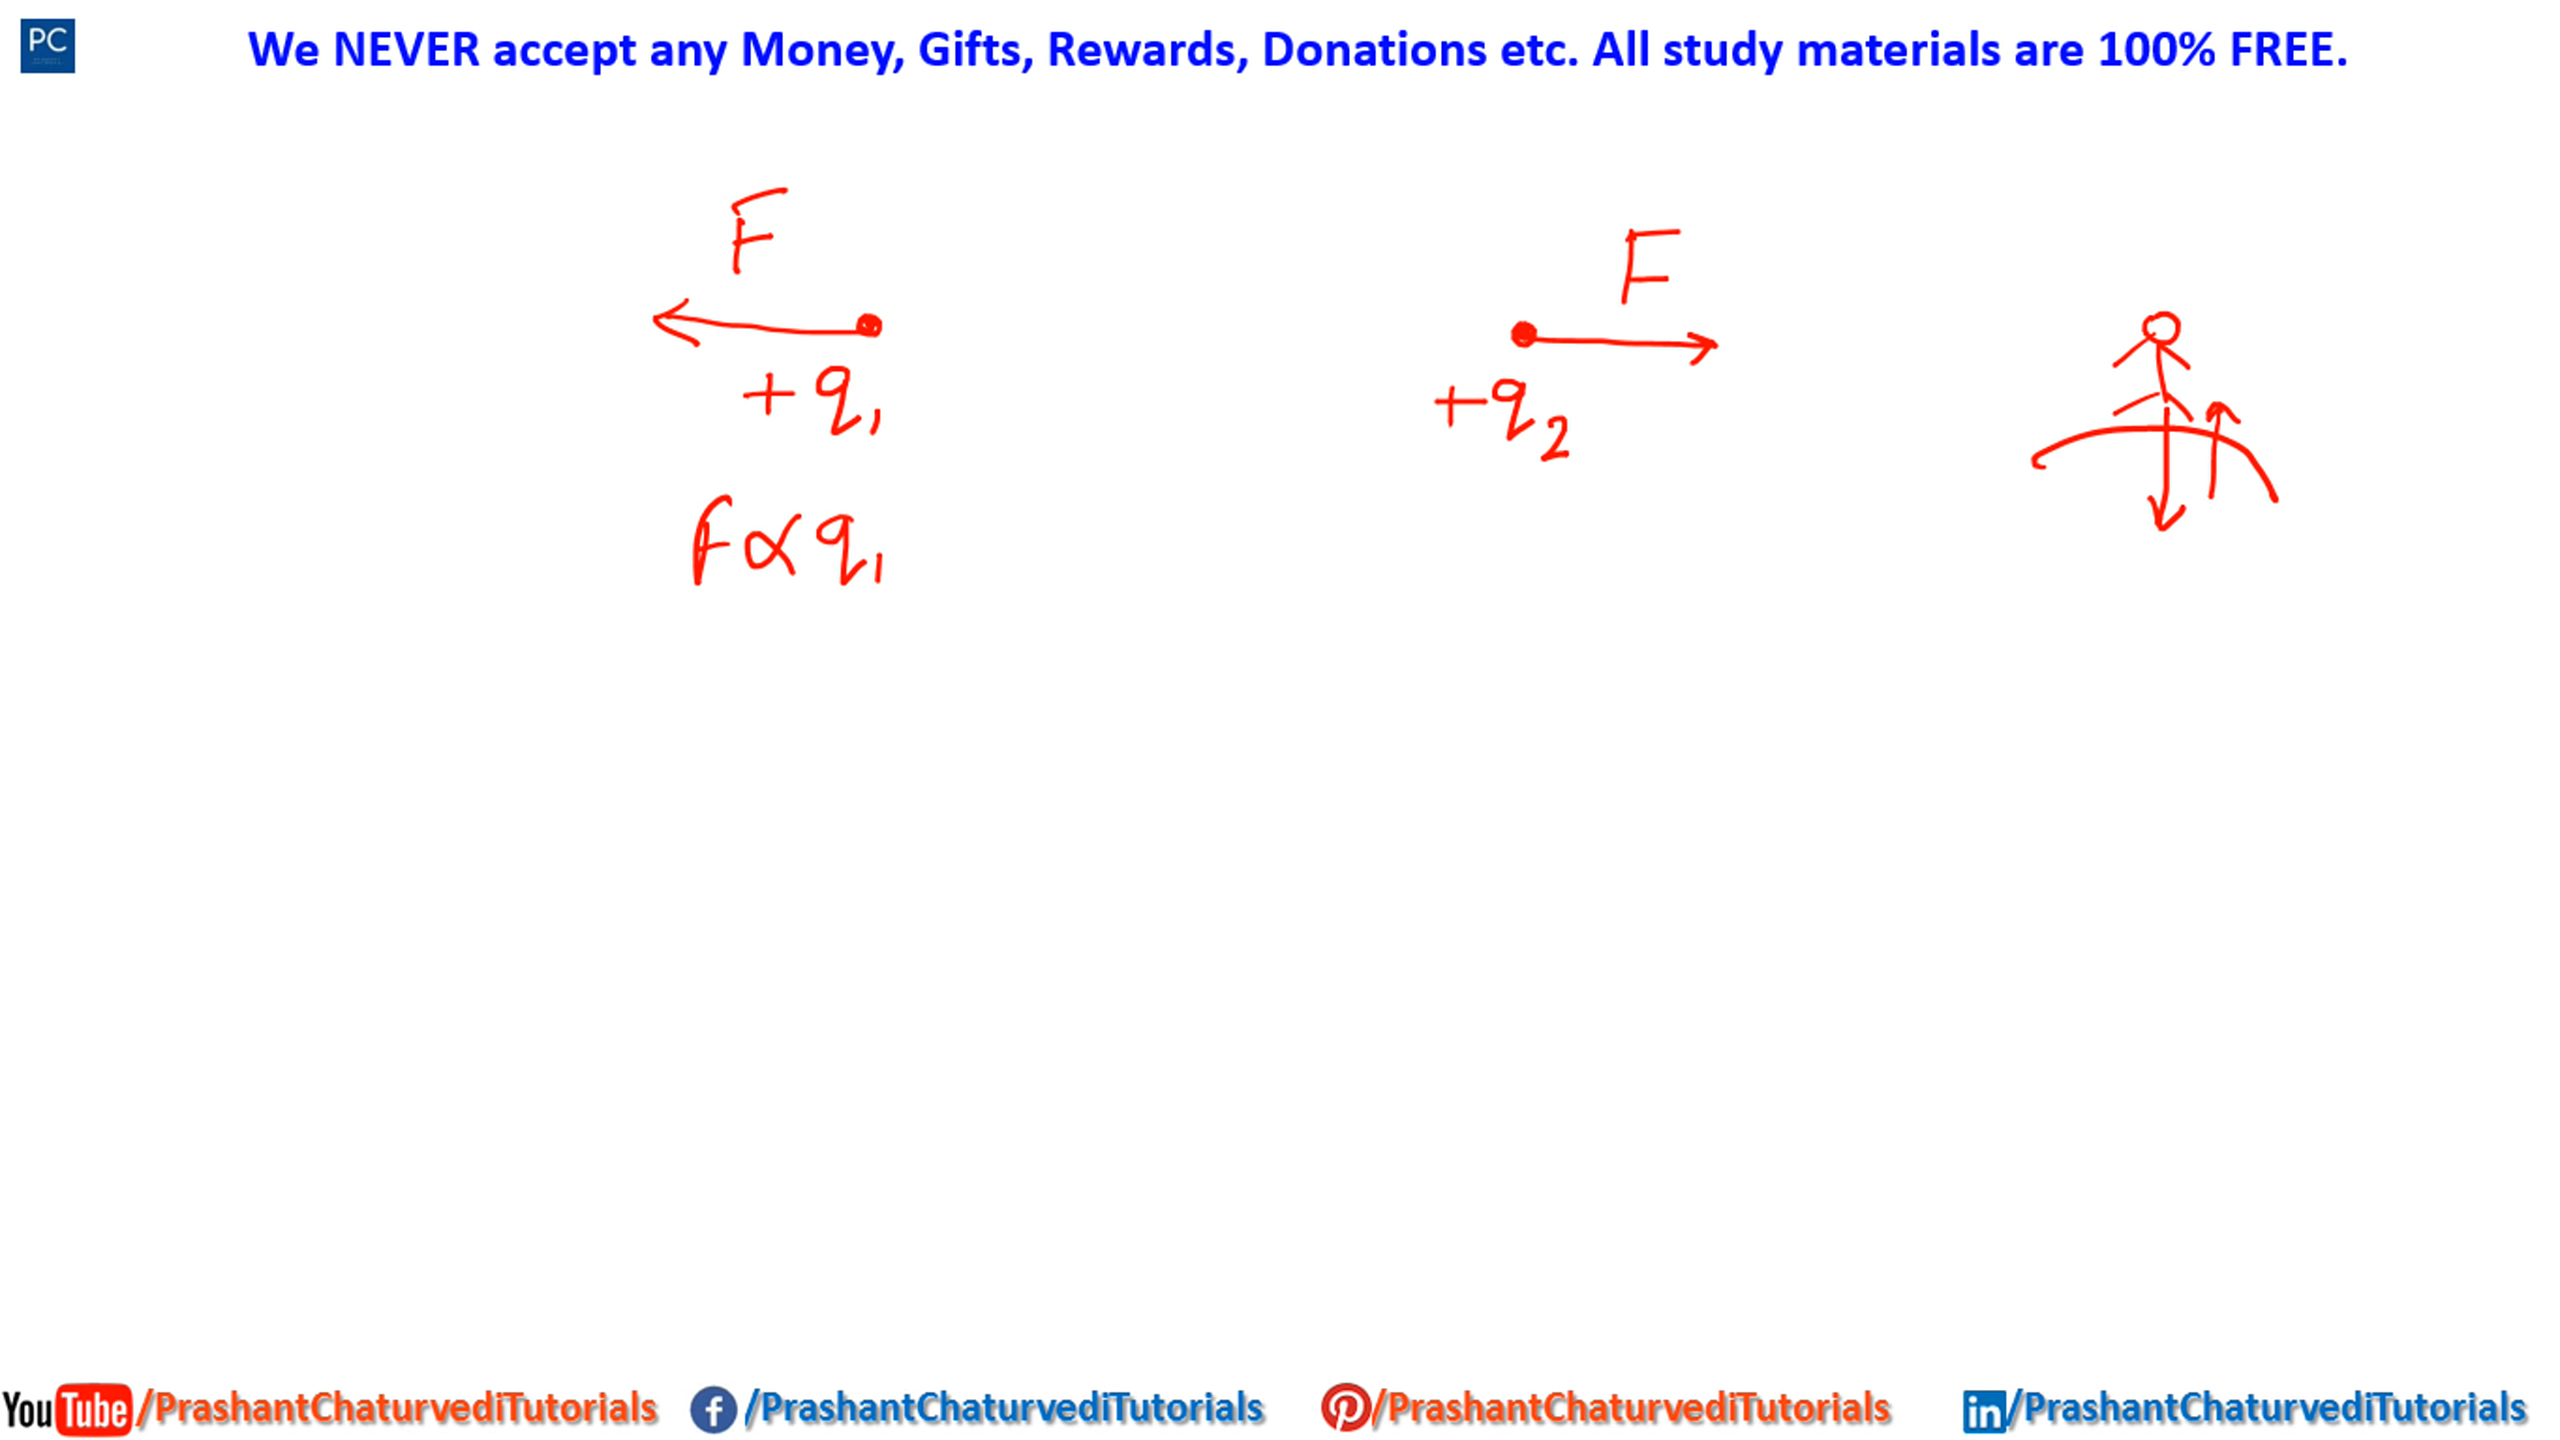 PC
We NEVER accept any Money, Gifts, Rewards, Donations etc. All study materials are 100% FREE.
F
F
+q1
+q2
F∝q1
YouTube/PrashantChaturvediTutorials f/PrashantChaturvediTutorials /PrashantChaturvediTutorials in/PrashantChaturvediTutorials